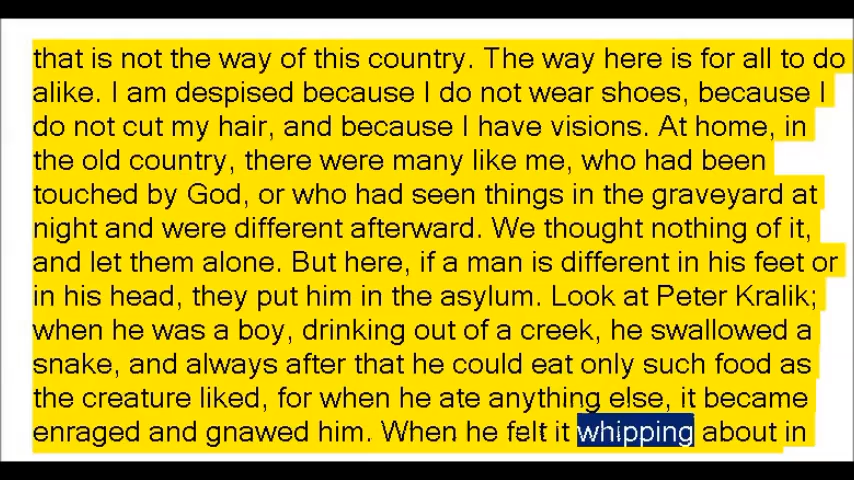 that is not the way of this country. The way here is for all to do
alike. I am despised because I do not wear shoes, because I
do not cut my hair, and because I have visions. At home, in
the old country, there were many like me, who had been
touched by God, or who had seen things in the graveyard at
night and were different afterward. We thought nothing of it,
and let them alone. But here, if a man is different in his feet or
in his head, they put him in the asylum. Look at Peter Kralik;
when he was a boy, drinking out of a creek, he swallowed a
snake, and always after that he could eat only such food as
the creature liked, for when he ate anything else, it became
enraged and gnawed him. When he felt it whipping about in